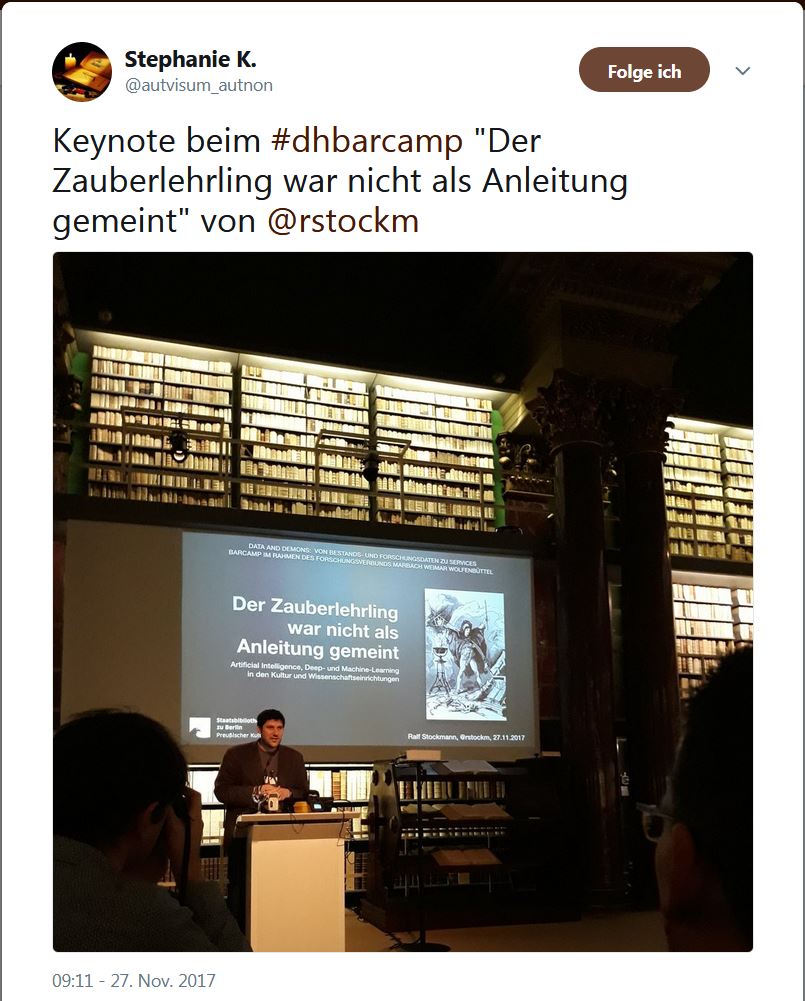 Stephanie K.
@autvisum_autnon
Folge ich
Keynote beim #dhbarcamp "Der
Zauberlehrling war nicht als Anleitung
gemeint" von @rstockm
DATA AND DEMONS: VON BESTANDS- UND FORSCHUNGSDATEN ZU SERVICES
BARCAMP IM RAHMEN DES FORSCHUNGSVERBUNDS MARBACH WEIMAR WOLFENBÜTTEL
Der Zauberlehrling
war nicht als
Anleitung gemeint
Artificial Intelligence, Deep- und Machine-Learning
in den Kultur und Wissenschaftseinrichtungen
Staatsbiblioth
zu Berlin
Preußischer Kult
Ralf Stockmann, @rstockm, 27.11.2017
09:11 - 27. Nov. 2017